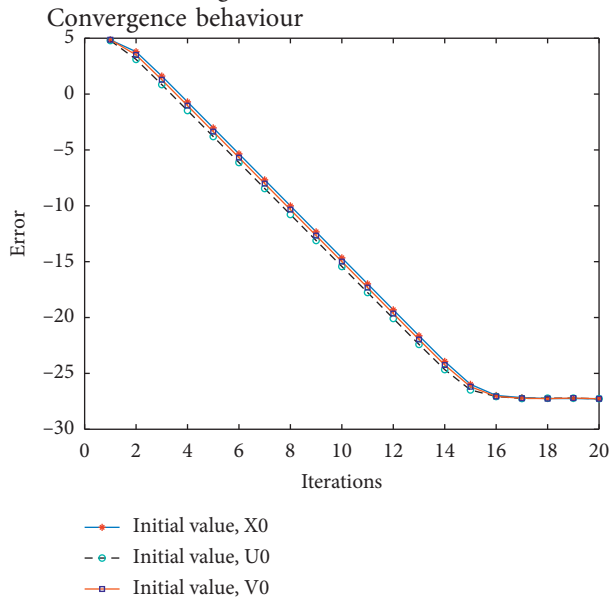 Convergence behaviour
5
0
–5
–10
–15
–20
–25
–30
Error
0 2 4 6 8 10 12 14 16 18 20
Iterations
Initial value, X0
Initial value, U0
Initial value, V0